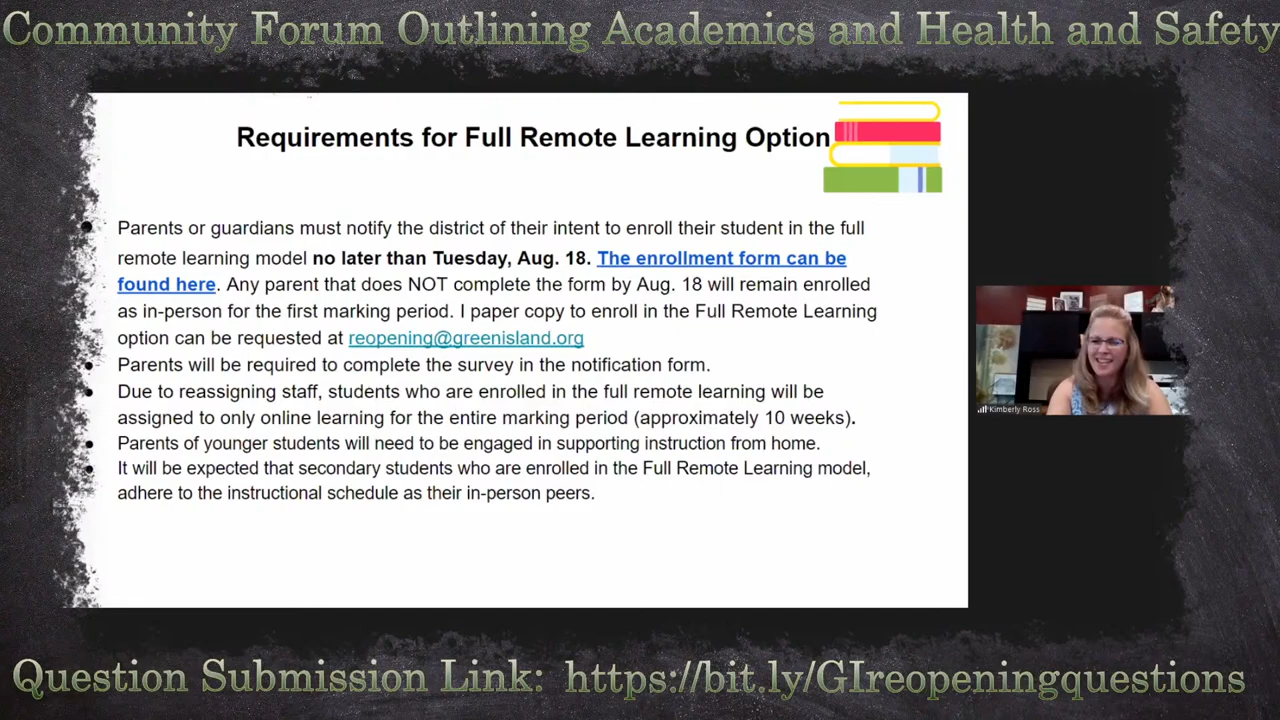 Community Forum Outlining Academics and Health and Safety
Requirements for Full Remote Learning Option
Parents or guardians must notify the district of their intent to enroll their student in the full
remote learning model no later than Tuesday, Aug. 18. The enrollment form can be
found here. Any parent that does NOT complete the form by Aug. 18 will remain enrolled
as in-person for the first marking period. I paper copy to enroll in the Full Remote Learning
option can be requested at reopening@greenisland.org
Parents will be required to complete the survey in the notification form.
Due to reassigning staff, students who are enrolled in the full remote learning will be
assigned to only online learning for the entire marking period (approximately 10 weeks).
Parents of younger students will need to be engaged in supporting instruction from home.
It will be expected that secondary students who are enrolled in the Full Remote Learning model,
adhere to the instructional schedule as their in-person peers.
Kimberly Ross
Question Submission Link: https://bit.ly/GIreopeningquestions